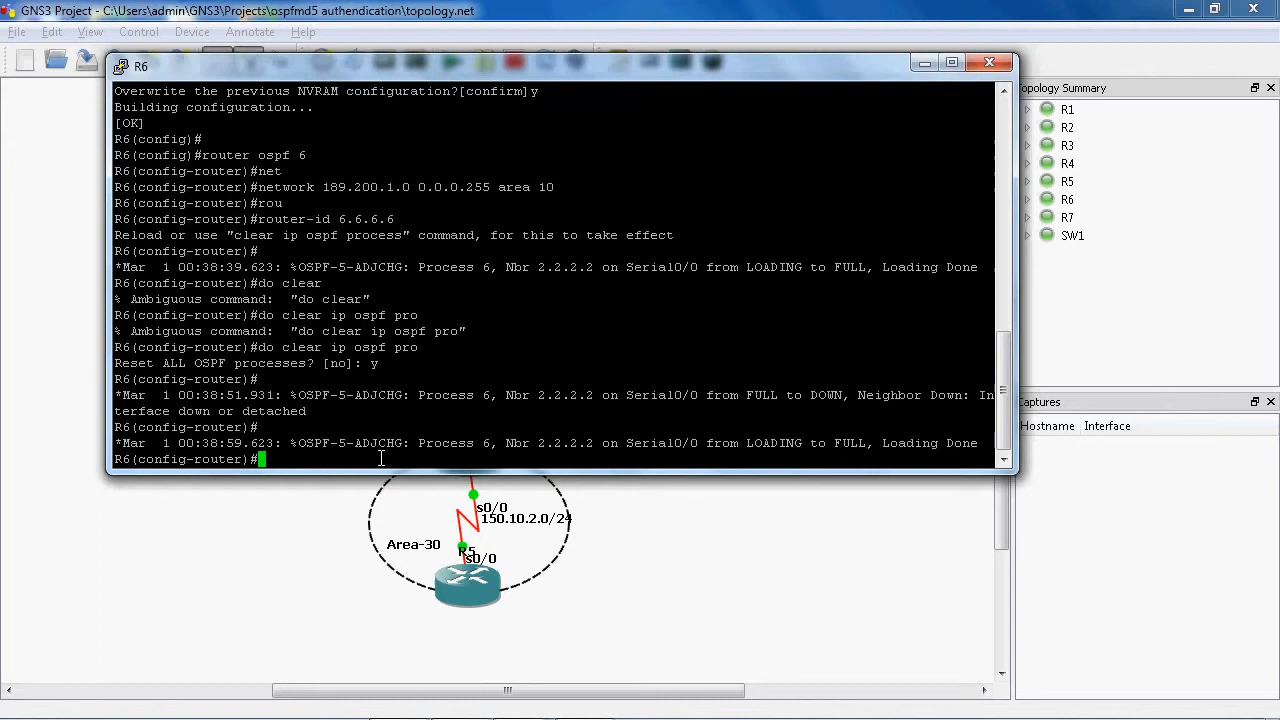 GNS3 Project - C:\Users\admin\GNS3\Projects\ospfmd5 authendication\topology.net
File Edit View Control Device Annotate Help
R6
Overwrite the previous NVRAM configuration?[confirm]y
Building configuration...
[OK]
R6(config)#
R6(config)#router ospf 6
R6(config-router)#net
R6(config-router)#network 189.200.1.0 0.0.0.255 area 10
R6(config-router)#rou
R6(config-router)#router-id 6.6.6.6
Reload or use "clear ip ospf process" command, for this to take effect
R6(config-router)#
*Mar  1 00:38:39.623: %OSPF-5-ADJCHG: Process 6, Nbr 2.2.2.2 on Serial0/0 from LOADING to FULL, Loading Done
R6(config-router)#do clear
% Ambiguous command:  "do clear"
R6(config-router)#do clear ip ospf pro
% Ambiguous command:  "do clear ip ospf pro"
R6(config-router)#do clear ip ospf pro
Reset ALL OSPF processes? [no]: y
R6(config-router)#
*Mar  1 00:38:51.931: %OSPF-5-ADJCHG: Process 6, Nbr 2.2.2.2 on Serial0/0 from FULL to DOWN, Neighbor Down: In
terface down or detached
R6(config-router)#
*Mar  1 00:38:59.623: %OSPF-5-ADJCHG: Process 6, Nbr 2.2.2.2 on Serial0/0 from LOADING to FULL, Loading Done
R6(config-router)#
s0/0
150.10.2.0/24
Area-30
R5
s0/0
Topology Summary
R1
R2
R3
R4
R5
R6
R7
SW1
Captures
Hostname Interface